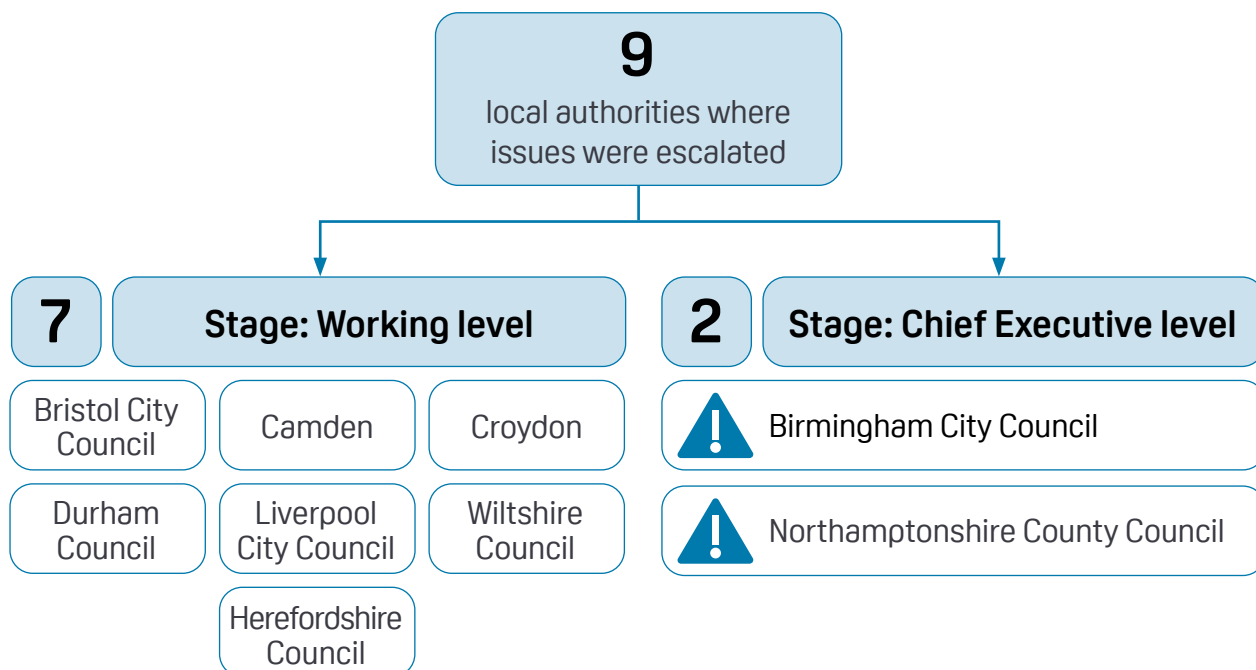 9
local authorities where
issues were escalated
7
Stage: Working level
Bristol City
Council
Camden
Croydon
Durham
Council
Liverpool
City Council
Wiltshire
Council
Herefordshire
Council
2
Stage: Chief Executive level
Birmingham City Council
Northamptonshire County Council